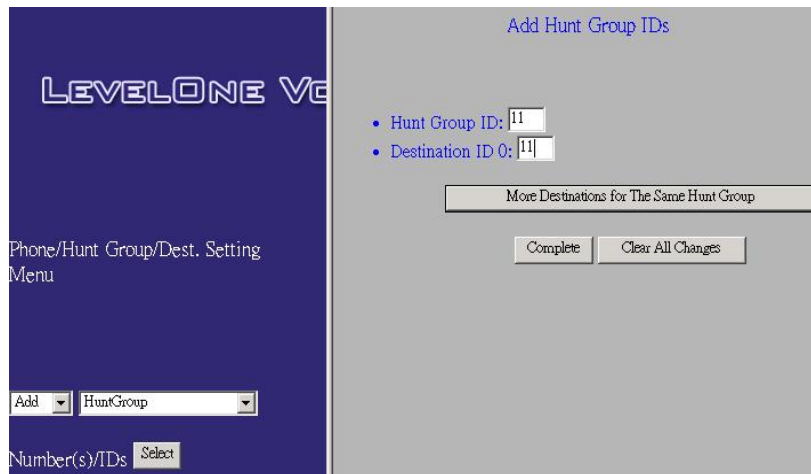 LEVELONE
Phone/Hunt Group/Dest. Setting
Menu
Add HuntGroup
Number(s)/IDs Select
Add Hunt Group IDs
Hunt Group ID: 11
Destination ID 0: 11
More Destinations for The Same Hunt Group
Complete Clear All Changes